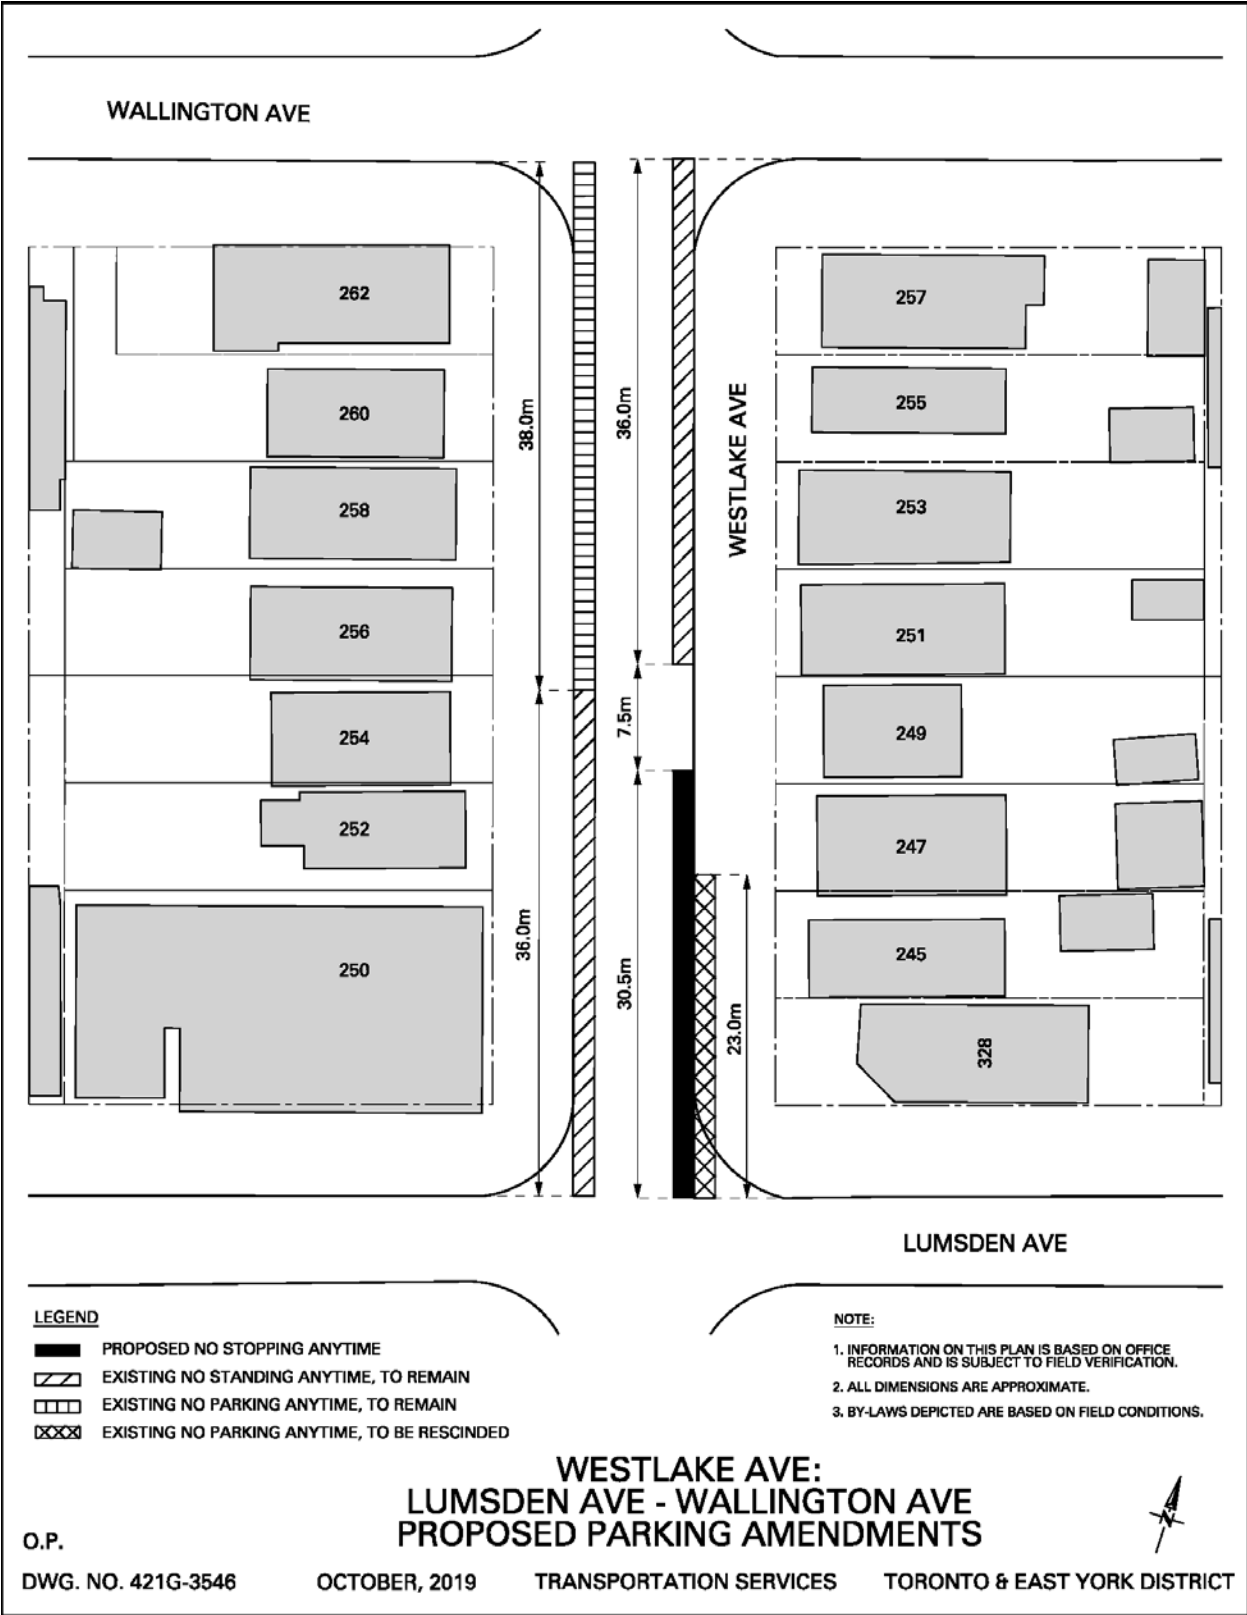 WALLINGTON AVE
262
257
260
38.0m
36.0m
WESTLAKE AVE
255
258
253
256
251
254
7.5m
249
252
247
250
36.0m
30.5m
23.0m
245
328
LUMSDEN AVE
LEGEND
PROPOSED NO STOPPING ANYTIME
EXISTING NO STANDING ANYTIME, TO REMAIN
EXISTING NO PARKING ANYTIME, TO REMAIN
EXISTING NO PARKING ANYTIME, TO BE RESCINDED
NOTE:
1. INFORMATION ON THIS PLAN IS BASED ON OFFICE
RECORDS AND IS SUBJECT TO FIELD VERIFICATION.
2. ALL DIMENSIONS ARE APPROXIMATE.
3. BY-LAWS DEPICTED ARE BASED ON FIELD CONDITIONS.
WESTLAKE AVE:
LUMSDEN AVE - WALLINGTON AVE
PROPOSED PARKING AMENDMENTS
N
O.P.
DWG. NO. 421G-3546 OCTOBER, 2019 TRANSPORTATION SERVICES TORONTO & EAST YORK DISTRICT